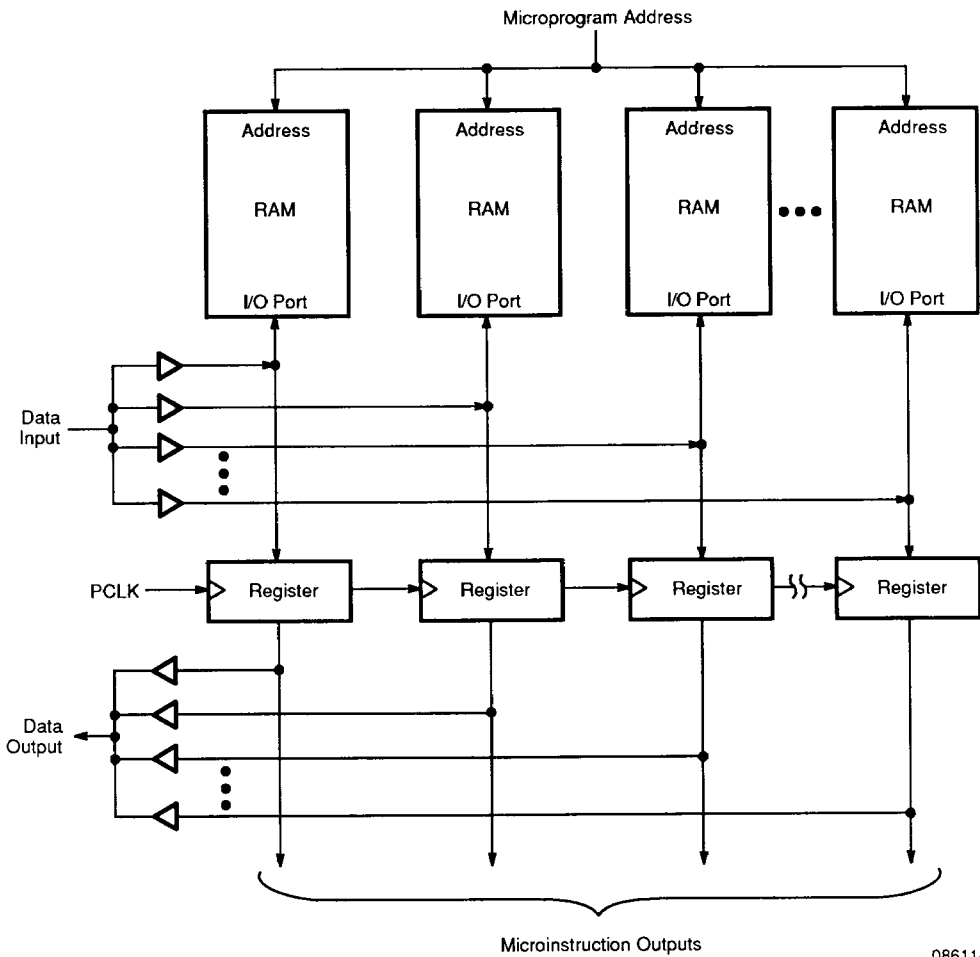 Microprogram Address
Address
Address
Address
Address
RAM
RAM
RAM
RAM
I/O Port
I/O Port
I/O Port
I/O Port
Data
Input
PCLK
Register
Register
Register
Register
Data
Output
Microinstruction Outputs
08611